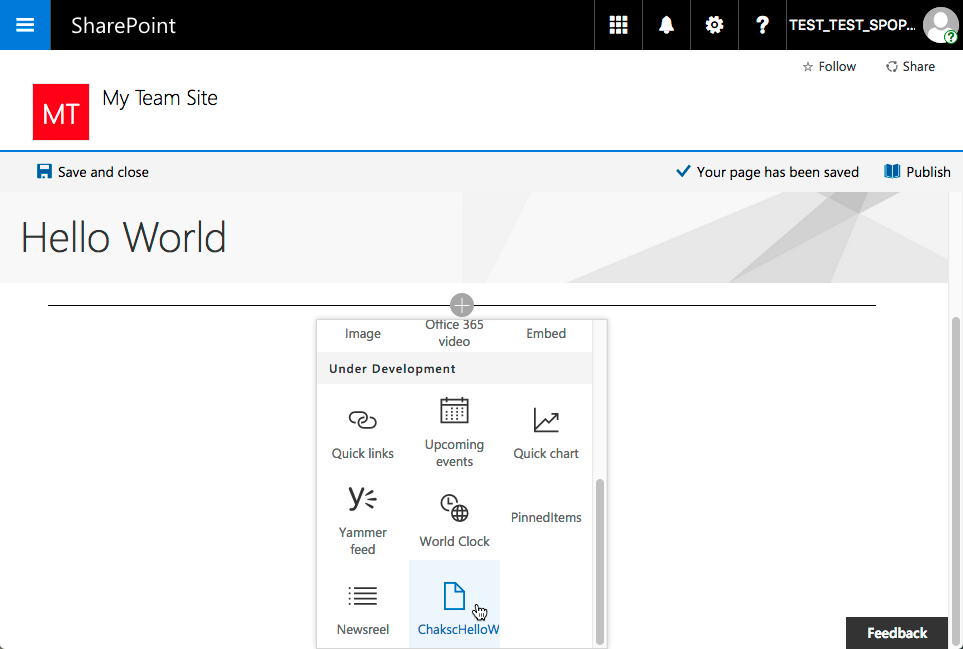 SharePoint
?
TEST_TEST_SPOP...
?
Follow
Share
MT
My Team Site
Save and close
Your page has been saved
Publish
Hello World
Image
Office 365
video
Embed
Under Development
Quick links
Upcoming
events
Quick chart
Yammer
feed
World Clock
PinnedItems
Newsreel
ChakscHelloW
Feedback